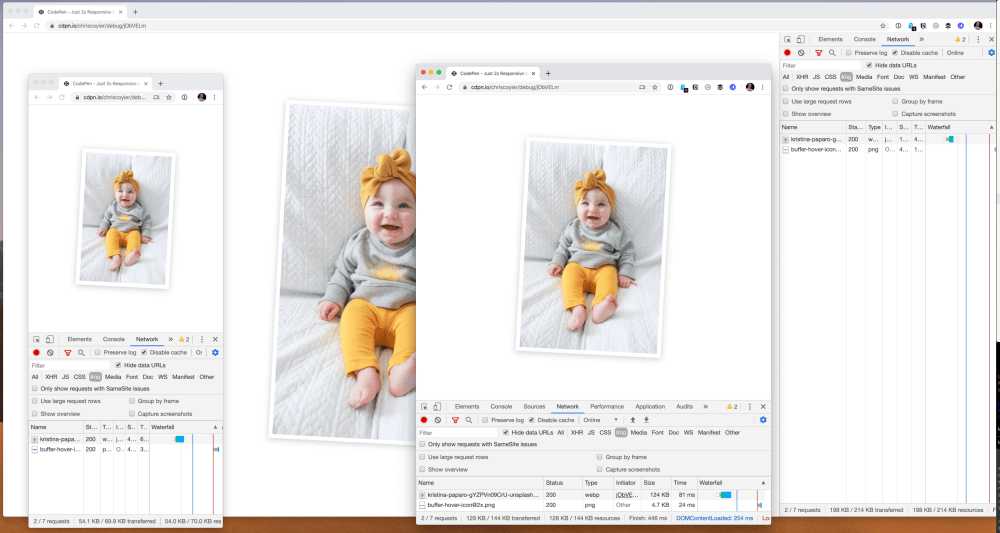 CodePen - Just 2x Responsive
cdpn.io/chriscoyier/debug/jObVELm
Elements Console Network » 2
Preserve log Disable cache Online
Filter Hide data URLs
All XHR JS CSS Img Media Font Doc WS Manifest Other
Only show requests with SameSite issues
Use large request rows Group by frame
Show overview Capture screenshots
Name Sta... Type I... S... T... Waterfall
kristina-paparo-g... 200 w... j... 1... 4...
buffer-hover-icon... 200 png O... 4... 1...
2 / 7 requests 198 KB / 214 KB transferred 198 KB / 214 KB resources
CodePen - Just 2x Responsive
cdpn.io/chriscoyier/deb...
Elements Console Network » 2
Preserve log Disable cache Or
Filter Hide data URLs
All XHR JS CSS Img Media Font Doc WS Manifest Other
Only show requests with SameSite issues
Use large request rows Group by frame
Show overview Capture screenshots
Name St... T... I... S... T... Waterfall
kristina-papa... 200 w... j... 4... 6...
buffer-hover-i... 200 p... O... 4... 3...
2 / 7 requests 54.1 KB / 69.9 KB transferred 54.0 KB / 70.0 KB res
CodePen - Just 2x Responsive
cdpn.io/chriscoyier/debug/jObVELm
Elements Console Sources Network Performance Application Audits » 2
Preserve log Disable cache Online
Filter Hide data URLs All XHR JS CSS Img Media Font Doc WS Manifest Other
Only show requests with SameSite issues
Use large request rows Group by frame
Show overview Capture screenshots
Name Status Type Initiator Size Time Waterfall
kristina-paparo-gYZPVn09CrU-unsplash... 200 webp jObVE... 124 KB 81 ms
buffer-hover-icon@2x.png 200 png Other 4.7 KB 24 ms
2 / 7 requests 129 KB / 144 KB transferred 128 KB / 144 KB resources Finish: 446 ms DOMContentLoaded: 254 ms Lo